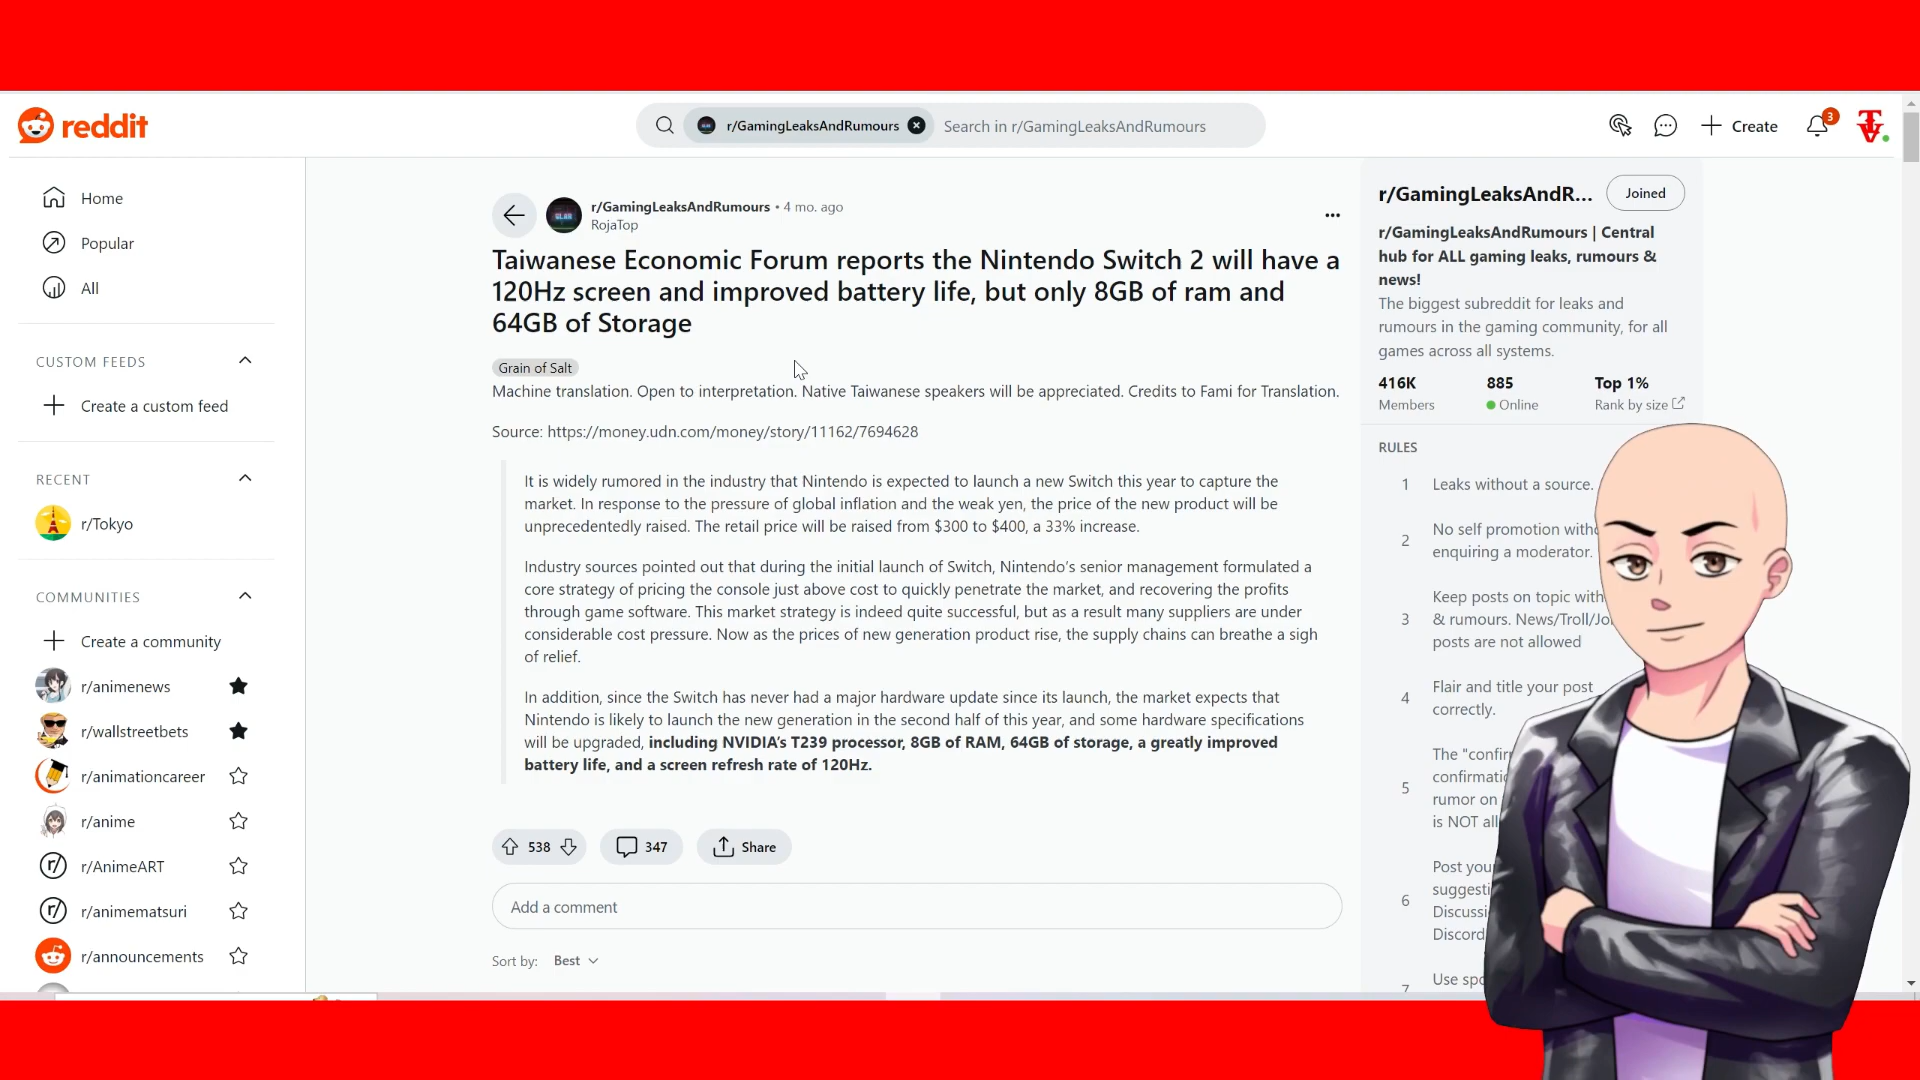 reddit
r/GamingLeaksAndRumours
Search in r/GamingLeaksAndRumours
Create
3
Home
Popular
All
CUSTOM FEEDS
Create a custom feed
RECENT
r/Tokyo
COMMUNITIES
Create a community
r/animenews
r/wallstreetbets
r/animationcareer
r/anime
r/AnimeART
r/animematsuri
r/announcements
r/GamingLeaksAndRumours • 4 mo. ago
RojaTop
Taiwanese Economic Forum reports the Nintendo Switch 2 will have a
120Hz screen and improved battery life, but only 8GB of ram and
64GB of Storage
Grain of Salt
Machine translation. Open to interpretation. Native Taiwanese speakers will be appreciated. Credits to Fami for Translation.
Source: https://money.udn.com/money/story/11162/7694628
It is widely rumored in the industry that Nintendo is expected to launch a new Switch this year to capture the
market. In response to the pressure of global inflation and the weak yen, the price of the new product will be
unprecedentedly raised. The retail price will be raised from $300 to $400, a 33% increase.
Industry sources pointed out that during the initial launch of Switch, Nintendo's senior management formulated a
core strategy of pricing the console just above cost to quickly penetrate the market, and recovering the profits
through game software. This market strategy is indeed quite successful, but as a result many suppliers are under
considerable cost pressure. Now as the prices of new generation product rise, the supply chains can breathe a sigh
of relief.
In addition, since the Switch has never had a major hardware update since its launch, the market expects that
Nintendo is likely to launch the new generation in the second half of this year, and some hardware specifications
will be upgraded, including NVIDIA's T239 processor, 8GB of RAM, 64GB of storage, a greatly improved
battery life, and a screen refresh rate of 120Hz.
538
347
Share
Add a comment
Sort by: Best
r/GamingLeaksAndR...
Joined
r/GamingLeaksAndRumours | Central
hub for ALL gaming leaks, rumours &
news!
The biggest subreddit for leaks and
rumours in the gaming community, for all
games across all systems.
416K 885 Top 1%
Members Online Rank by size
RULES
1 Leaks without a source.
2 No self promotion
enquiring a moderator.
3 Keep posts on topic with
& rumours. News/Troll/
posts are not allowed
4 Flair and title your post
correctly.
5 The
rumor on
is NOT
6 Post
Discord
7 Use